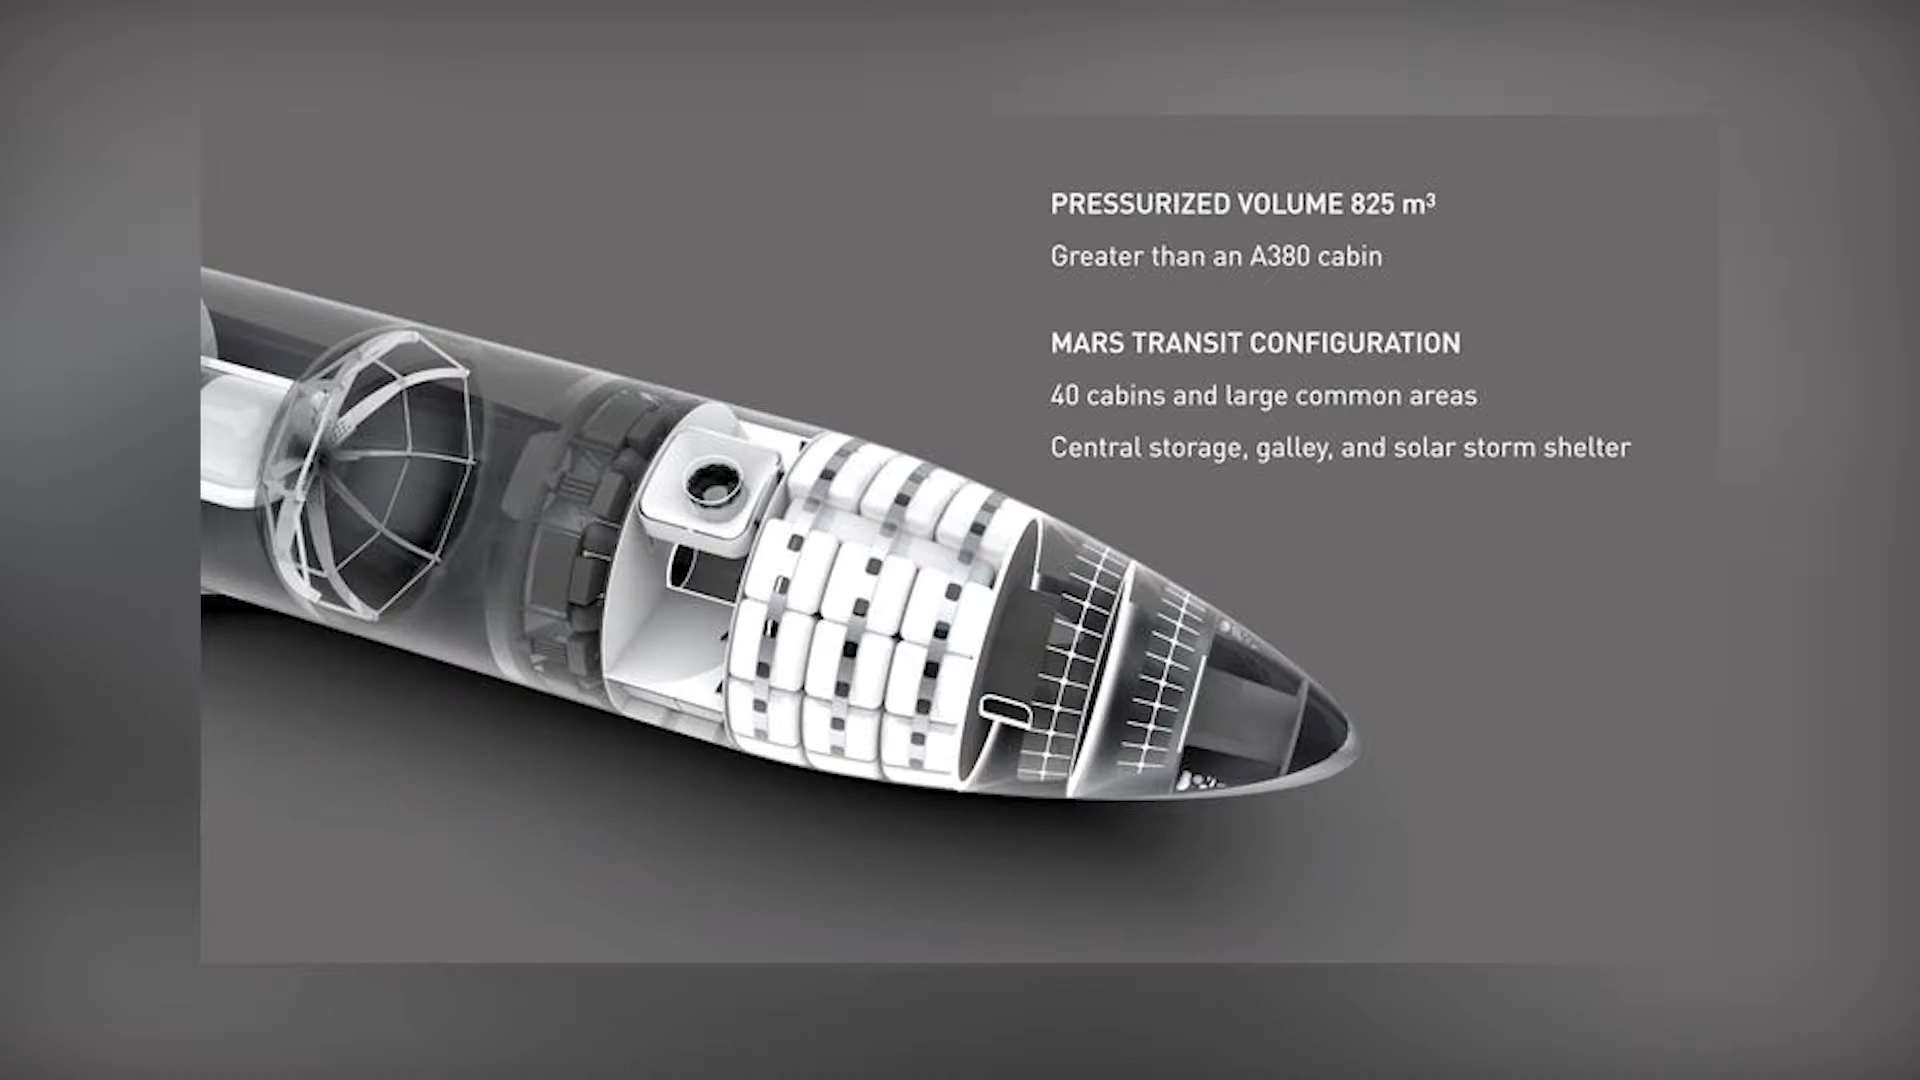 PRESSURIZED VOLUME 825 m³
Greater than an A380 cabin
MARS TRANSIT CONFIGURATION
40 cabins and large common areas
Central storage, galley, and solar storm shelter